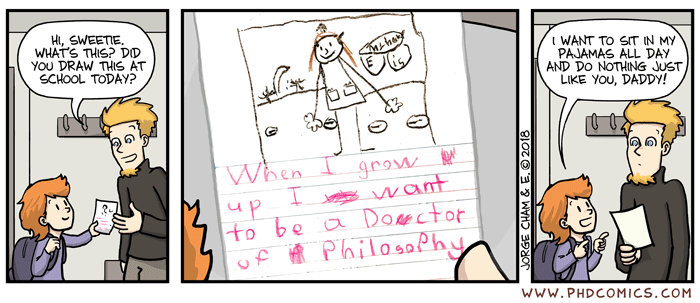 HI, SWEETIE.
WHAT'S THIS? DID
YOU DRAW THIS AT
SCHOOL TODAY?
E
is
When I grow
up I want
to be a Doctor
of Philosophy
I WANT TO SIT IN MY
PAJAMAS ALL DAY
AND DO NOTHING JUST
LIKE YOU, DADDY!
JORGE CHAM & E. © 2018
WWW.PHDCOMICS.COM